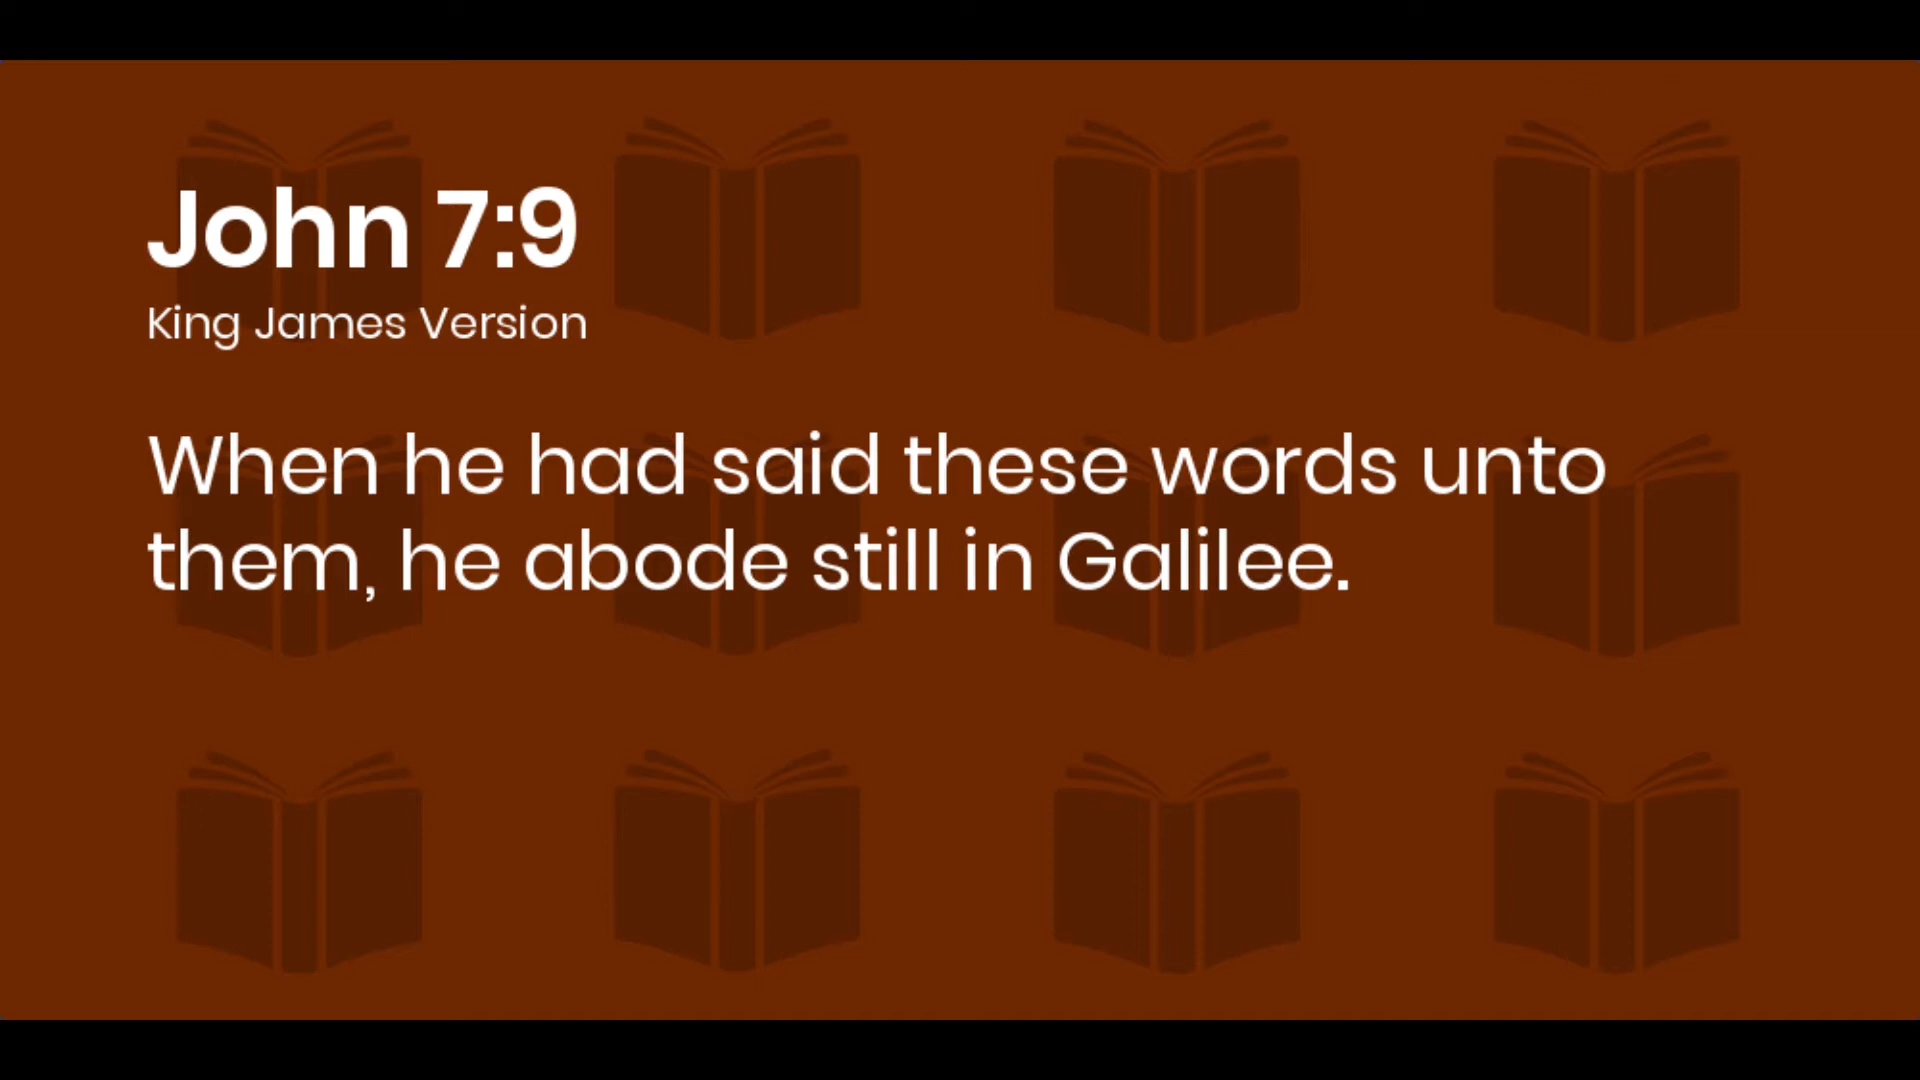 John 7:9
King James Version
When he had said these words unto
them, he abode still in Galilee.